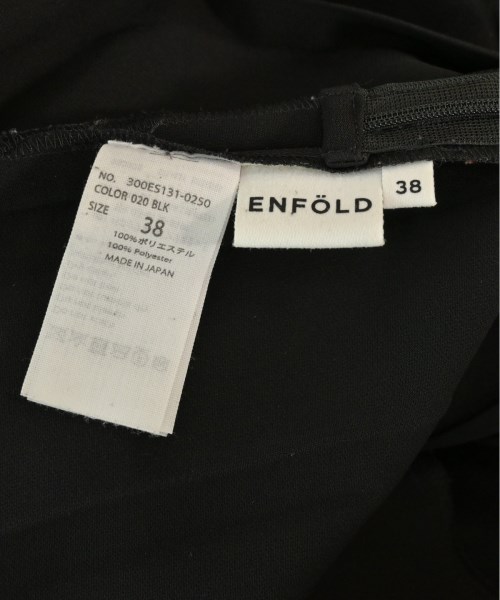 NO. 300ES131-0250
COLOR 020 BLK
SIZE 38
100%ポリエステル
100% Polyester
MADE IN JAPAN
ENFÖLD
38